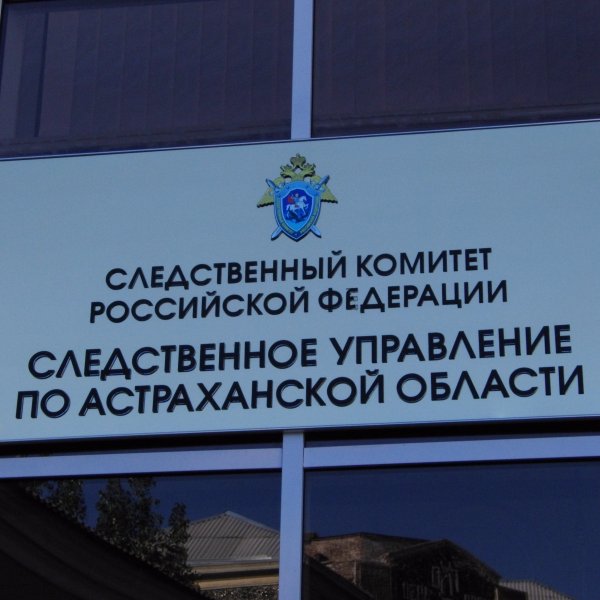 СЛЕДСТВЕННЫЙ КОМИТЕТ
РОССИЙСКОЙ ФЕДЕРАЦИИ
СЛЕДСТВЕННОЕ УПРАВЛЕНИЕ
ПО АСТРАХАНСКОЙ ОБЛАСТИ